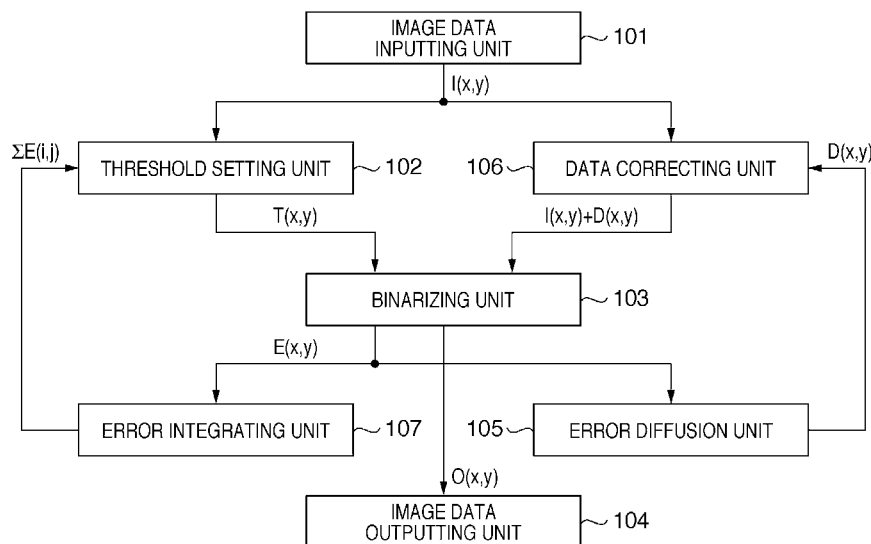 IMAGE DATA
INPUTTING UNIT
101
I(x,y)
ΣE(i,j)
THRESHOLD SETTING UNIT
102
106
DATA CORRECTING UNIT
D(x,y)
T(x,y)
I(x,y)+D(x,y)
BINARIZING UNIT
103
E(x,y)
ERROR INTEGRATING UNIT
107
105
ERROR DIFFUSION UNIT
O(x,y)
IMAGE DATA
OUTPUTTING UNIT
104